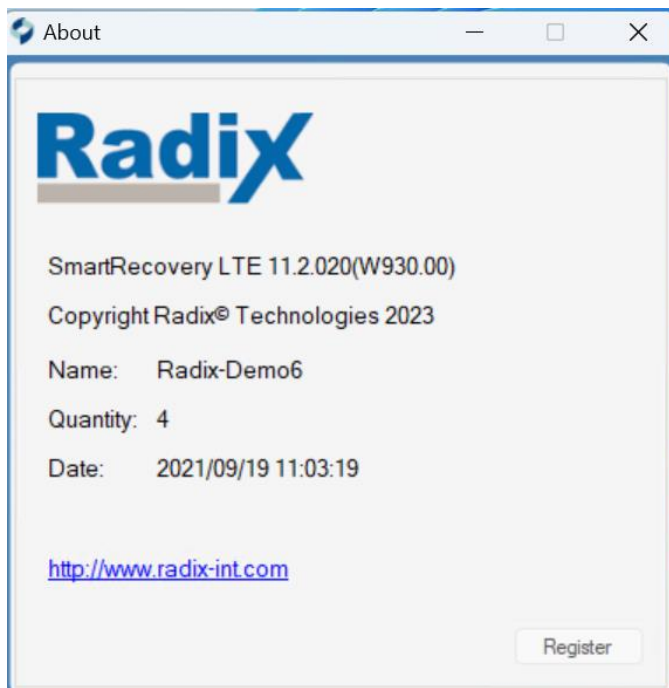 About
Radix
SmartRecovery LTE 11.2.020(W930.00)
Copyright Radix© Technologies 2023
Name: Radix-Demo6
Quantity: 4
Date: 2021/09/19 11:03:19
http://www.radix-int.com
Register